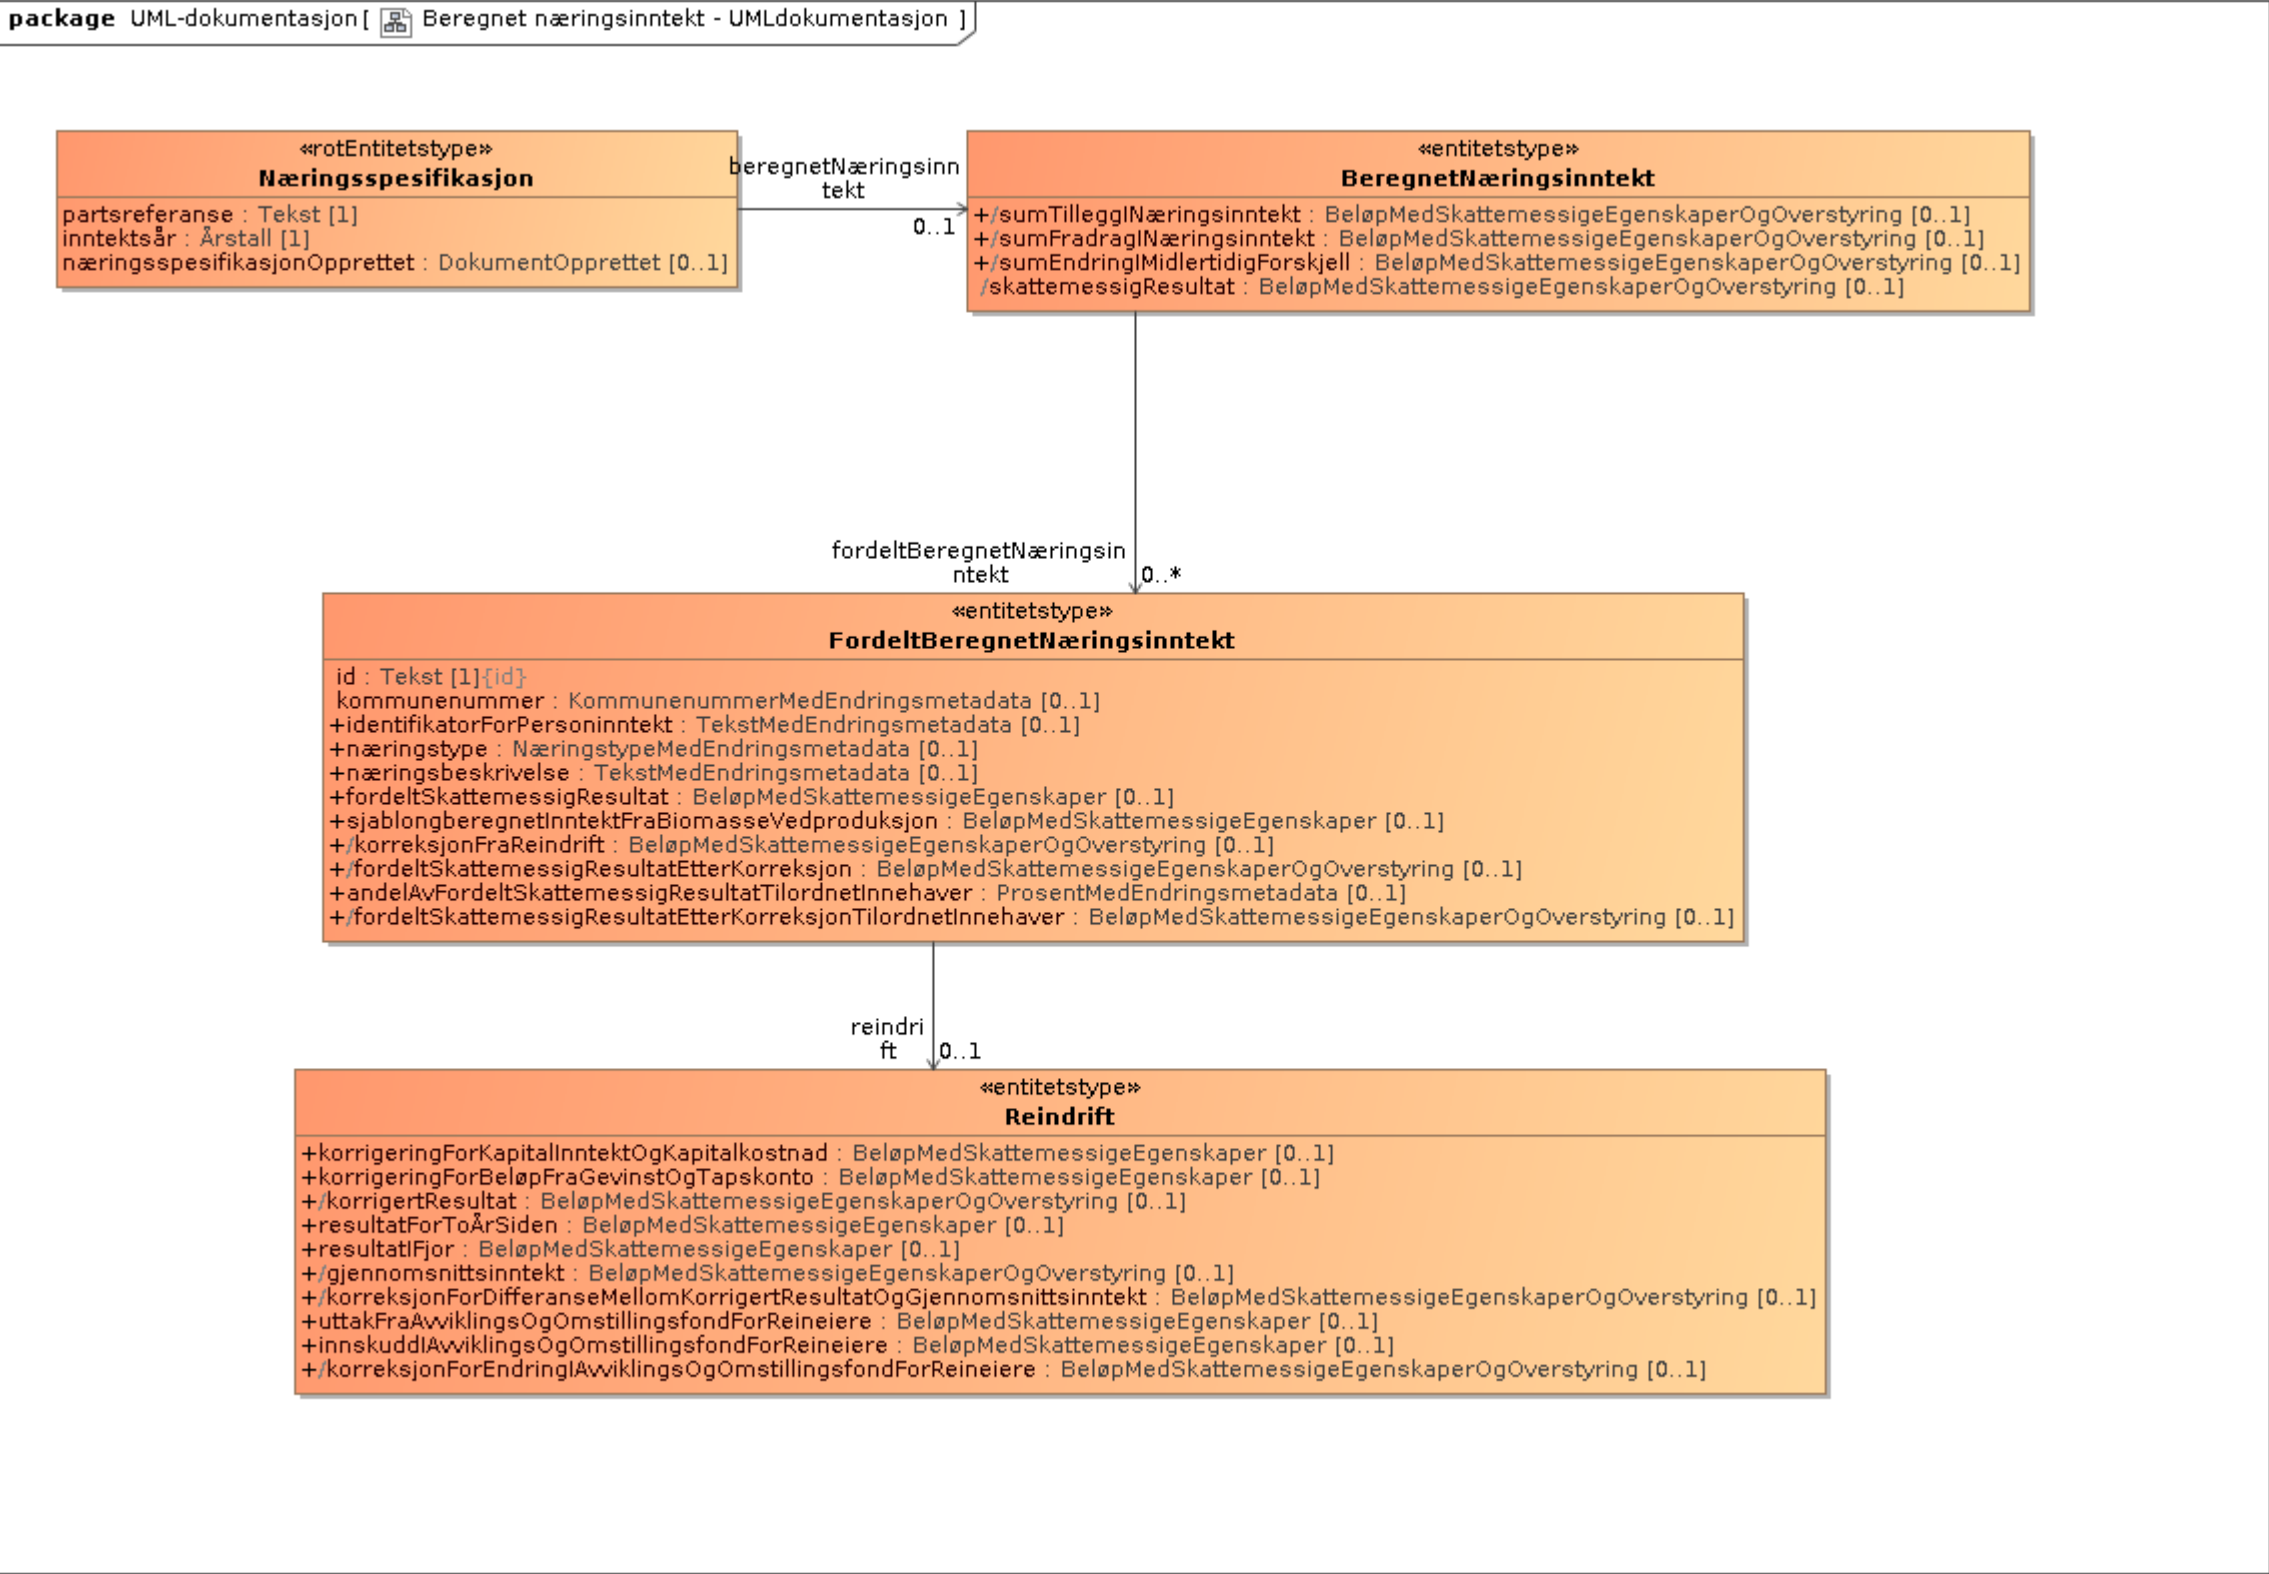 package UML-dokumentasjon [ Beregnet næringsinntekt - UMLdokumentasjon ]
«rotEntitetstype»
Næringsspesifikasjon
partsreferanse : Tekst [1]
inntektsår : Årstall [1]
næringsspesifikasjonOpprettet : DokumentOpprettet [0..1]
beregnetNæringsinn
tekt
0..1
«entitetstype»
BeregnetNæringsinntekt
+/sumTilleggINæringsinntekt : BeløpMedSkattemessigeEgenskaperOgOverstyring [0..1]
+/sumFradragINæringsinntekt : BeløpMedSkattemessigeEgenskaperOgOverstyring [0..1]
+/sumEndringIMidlertidigForskjell : BeløpMedSkattemessigeEgenskaperOgOverstyring [0..1]
/skattemessigResultat : BeløpMedSkattemessigeEgenskaperOgOverstyring [0..1]
fordeltBeregnetNæringsin
ntekt
0..*
«entitetstype»
FordeltBeregnetNæringsinntekt
id : Tekst [1]{id}
kommunenummer : KommunenummerMedEndringsmetadata [0..1]
+identifikatorForPersoninntekt : TekstMedEndringsmetadata [0..1]
+næringstype : NæringstypeMedEndringsmetadata [0..1]
+næringsbeskrivelse : TekstMedEndringsmetadata [0..1]
+fordeltSkattemessigResultat : BeløpMedSkattemessigeEgenskaper [0..1]
+sjablongberegnetInntektFraBiomasseVedproduksjon : BeløpMedSkattemessigeEgenskaper [0..1]
+/korreksjonFraReindrift : BeløpMedSkattemessigeEgenskaperOgOverstyring [0..1]
+/fordeltSkattemessigResultatEtterKorreksjon : BeløpMedSkattemessigeEgenskaperOgOverstyring [0..1]
+andelAvFordeltSkattemessigResultatTilordnetInnehaver : ProsentMedEndringsmetadata [0..1]
+/fordeltSkattemessigResultatEtterKorreksjonTilordnetInnehaver : BeløpMedSkattemessigeEgenskaperOgOverstyring [0..1]
reindri
ft
0..1
«entitetstype»
Reindrift
+korrigeringForKapitalInntektOgKapitalkostnad : BeløpMedSkattemessigeEgenskaper [0..1]
+korrigeringForBeløpFraGevinstOgTapskonto : BeløpMedSkattemessigeEgenskaper [0..1]
+/korrigertResultat : BeløpMedSkattemessigeEgenskaperOgOverstyring [0..1]
+resultatForToÅrSiden : BeløpMedSkattemessigeEgenskaper [0..1]
+resultatIFjor : BeløpMedSkattemessigeEgenskaper [0..1]
+/gjennomsnittsinntekt : BeløpMedSkattemessigeEgenskaperOgOverstyring [0..1]
+/korreksjonForDifferanseMellomKorrigertResultatOgGjennomsnittsinntekt : BeløpMedSkattemessigeEgenskaperOgOverstyring [0..1]
+uttakFraAvviklingsOgOmstillingsfondForReineiere : BeløpMedSkattemessigeEgenskaper [0..1]
+innskuddIAvviklingsOgOmstillingsfondForReineiere : BeløpMedSkattemessigeEgenskaper [0..1]
+/korreksjonForEndringIAvviklingsOgOmstillingsfondForReineiere : BeløpMedSkattemessigeEgenskaperOgOverstyring [0..1]